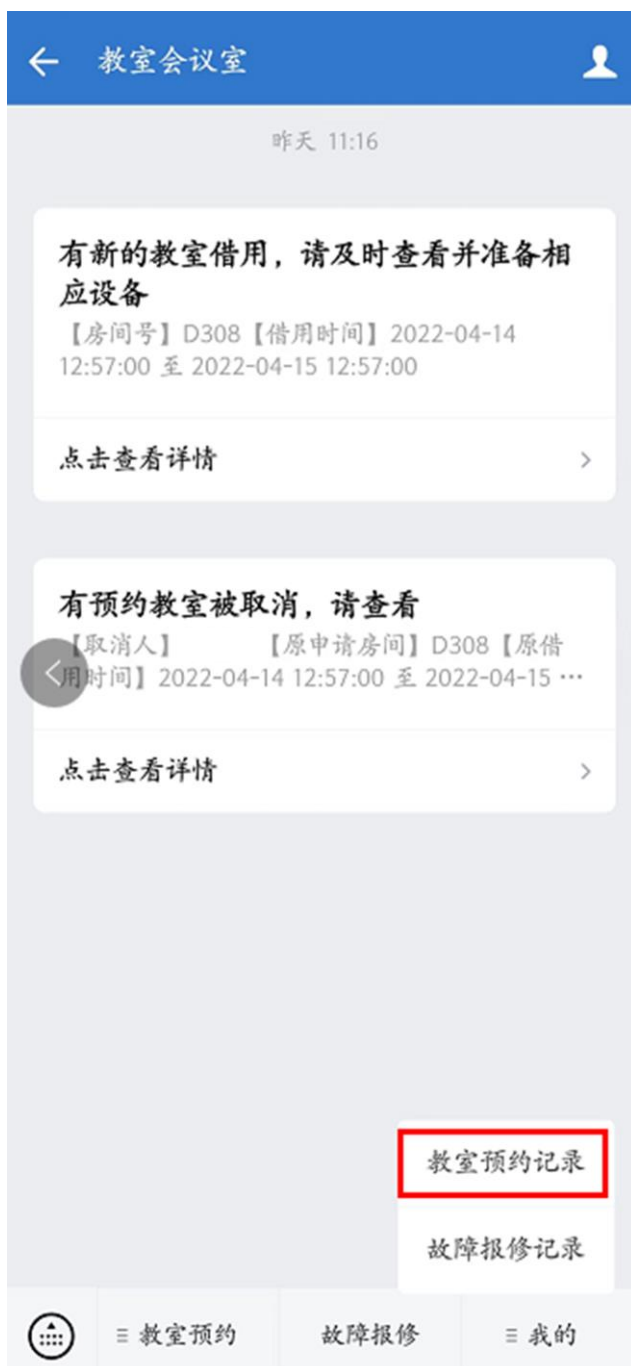 教室会议室
昨天 11:16
有新的教室借用，请及时查看并准备相
应设备
【房间号】D308【借用时间】2022-04-14
12:57:00 至 2022-04-15 12:57:00
点击查看详情
有预约教室被取消，请查看
【取消人】 【原申请房间】D308【原借
用时间】2022-04-14 12:57:00 至 2022-04-15 …
点击查看详情
教室预约记录
故障报修记录
≡ 教室预约 故障报修 ≡ 我的